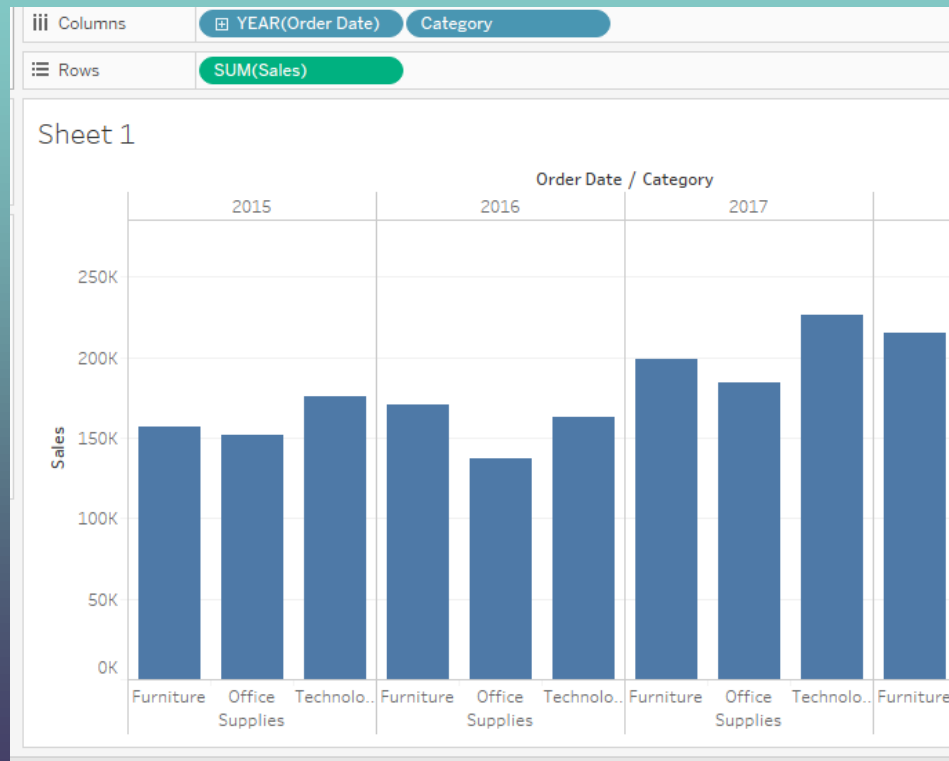 Columns YEAR(Order Date) Category
Rows SUM(Sales)
Sheet 1
Order Date / Category
2015 2016 2017
250K
200K
150K
100K
50K
0K
Sales
Furniture Office Supplies Technolo.. Furniture Office Supplies Technolo.. Furniture Office Supplies Technolo.. Furniture